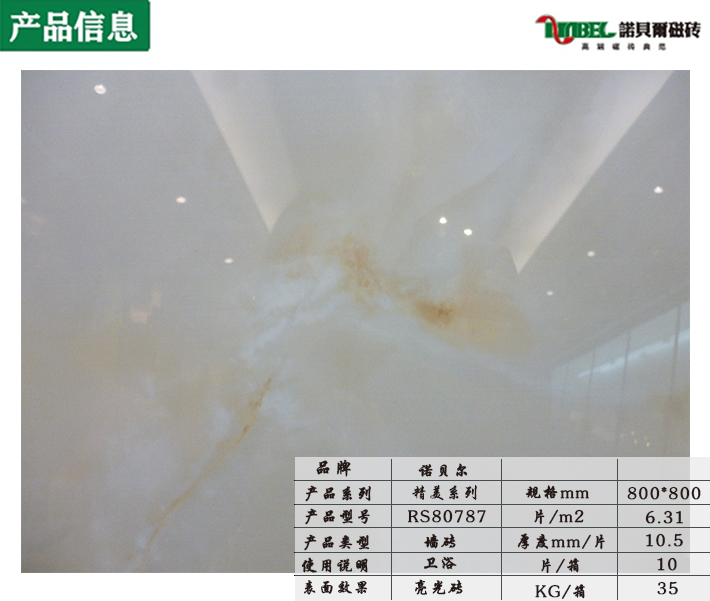 产品信息
NABEL 諾貝爾磁砖
高端磁砖典范
品牌 诺贝尔
产品系列 精美系列 规格mm 800*800
产品型号 RS80787 片/m2 6.31
产品类型 墙砖 厚度mm/片 10.5
使用说明 卫浴 片/箱 10
表面效果 亮光砖 KG/箱 35